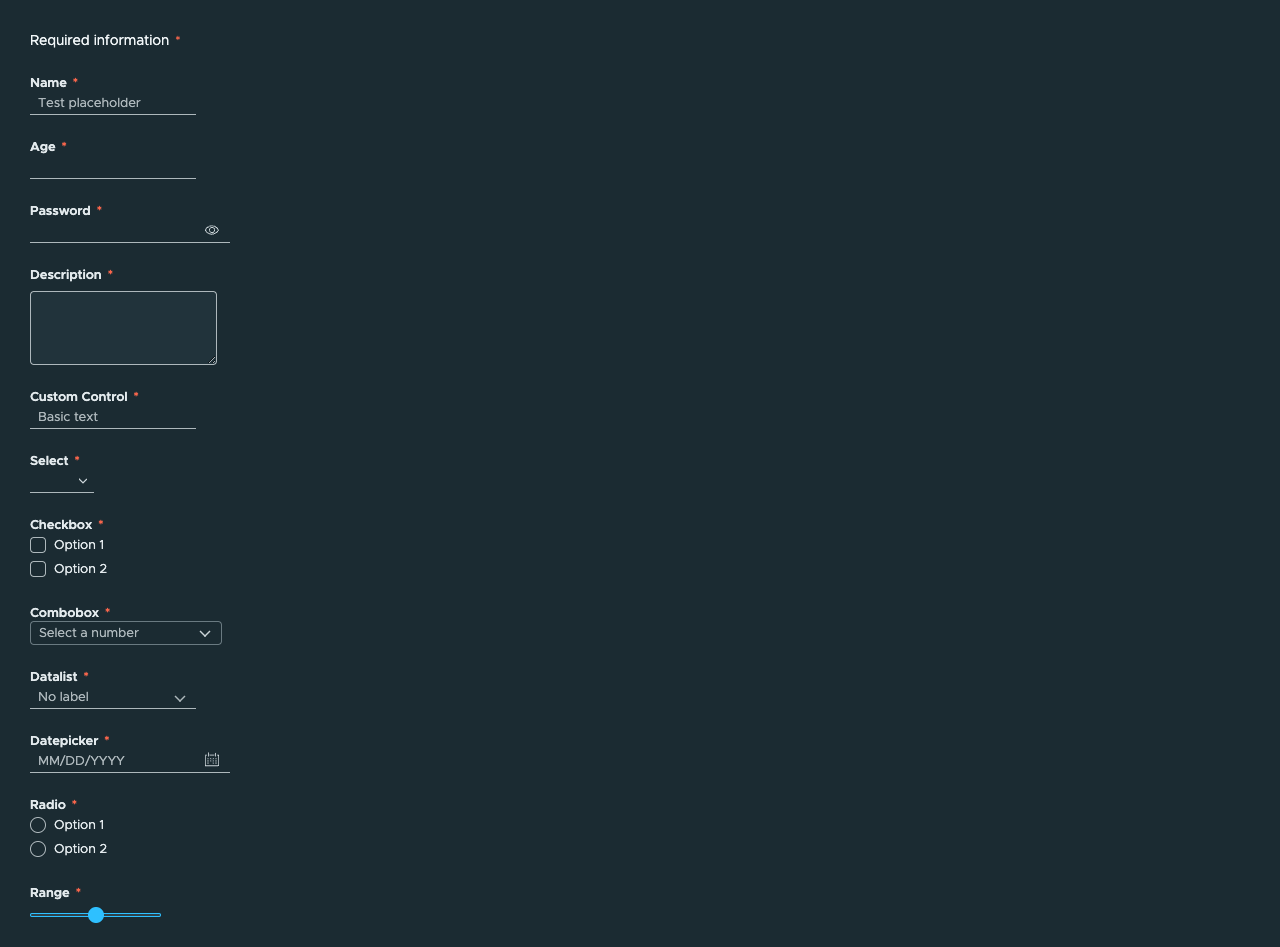 Required information *
Name *
Test placeholder
Age *
Password *
Description *
Custom Control *
Basic text
Select *
Checkbox *
Option 1
Option 2
Combobox *
Select a number
Datalist *
No label
Datepicker *
MM/DD/YYYY
Radio *
Option 1
Option 2
Range *